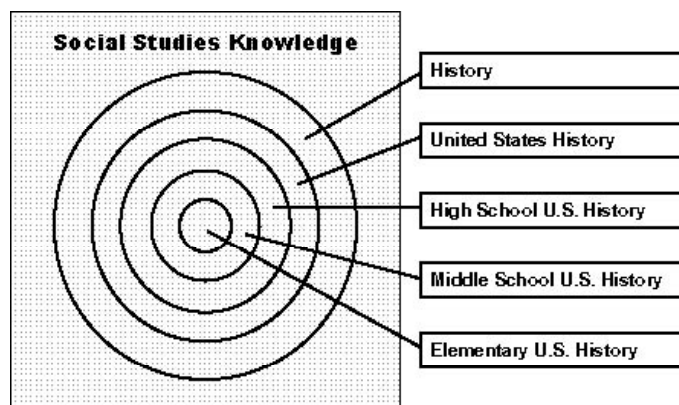 Social Studies Knowledge
History
United States History
High School U.S. History
Middle School U.S. History
Elementary U.S. History